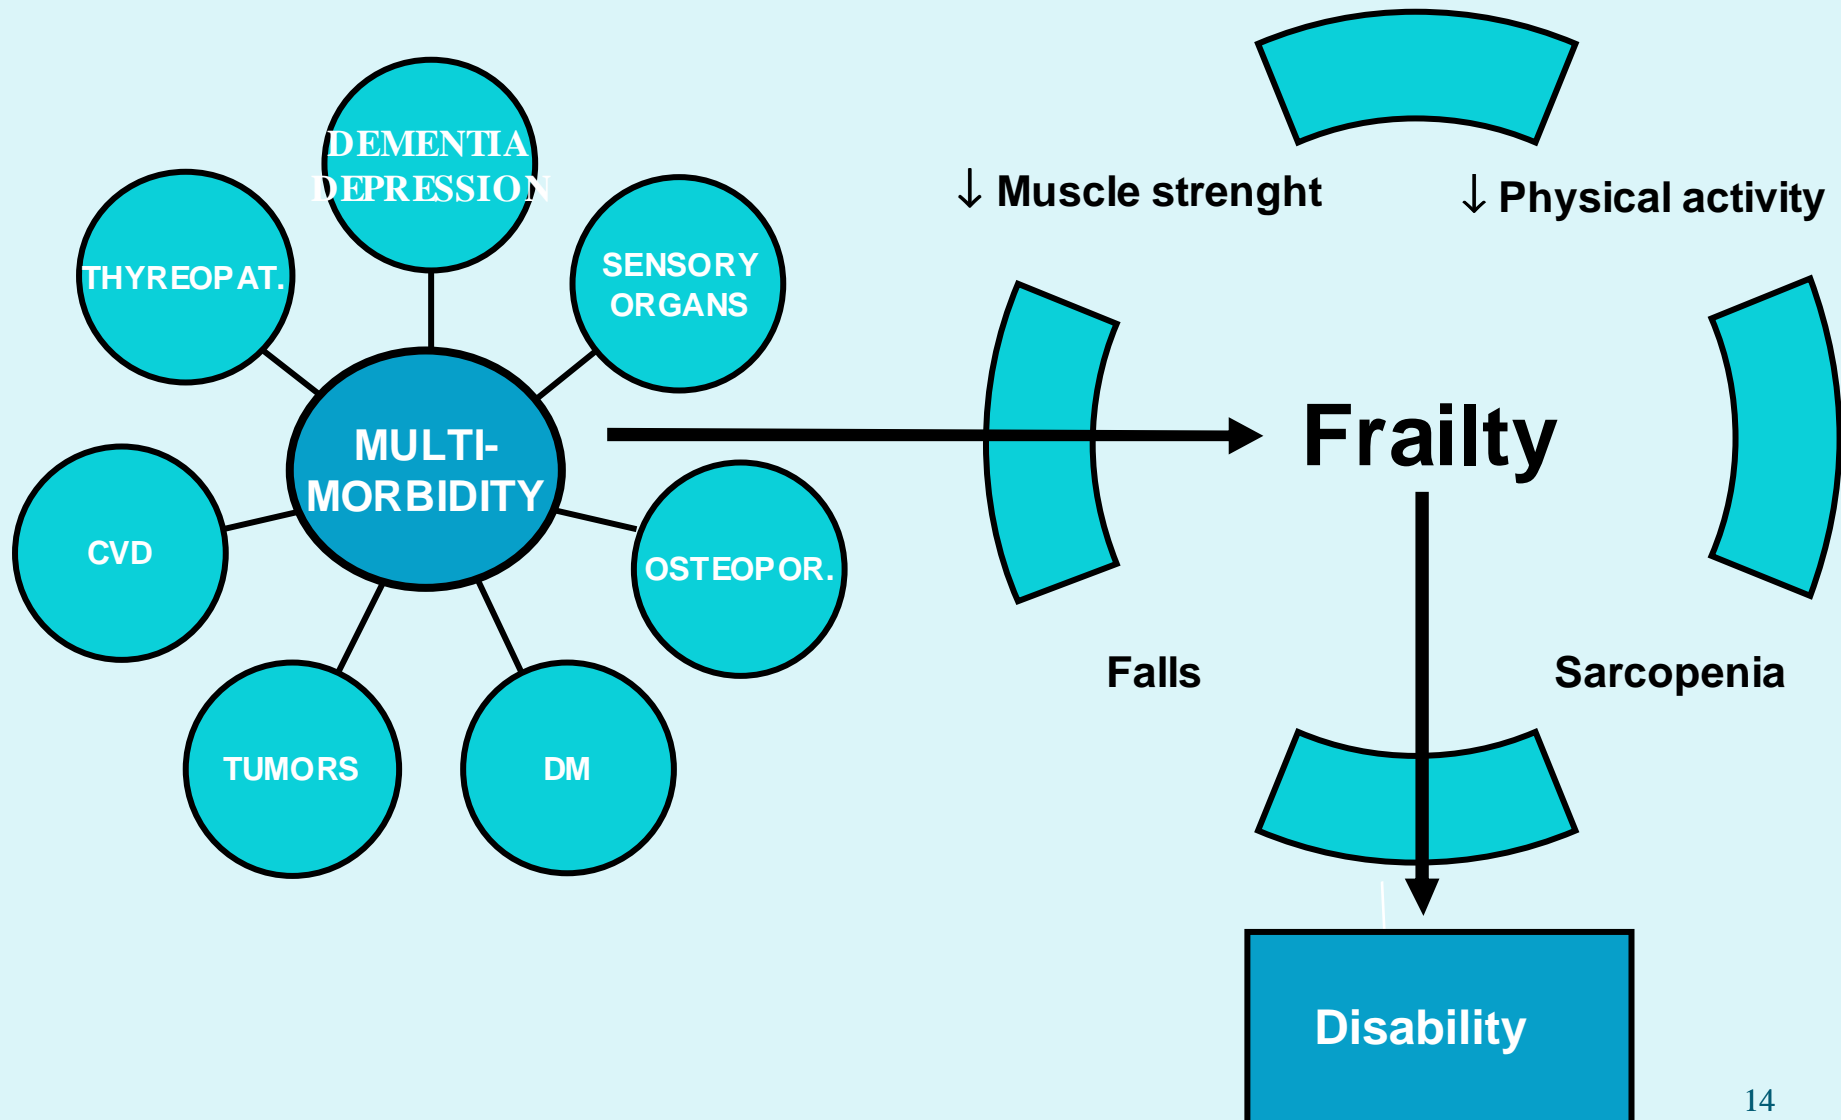 DEMENTIA
DEPRESSION
THYREOPAT.
SENSORY
ORGANS
MULTI-
MORBIDITY
CVD
OSTEOPOR.
TUMORS
DM
↓ Muscle strenght
↓ Physical activity
Frailty
Falls
Sarcopenia
Disability
14